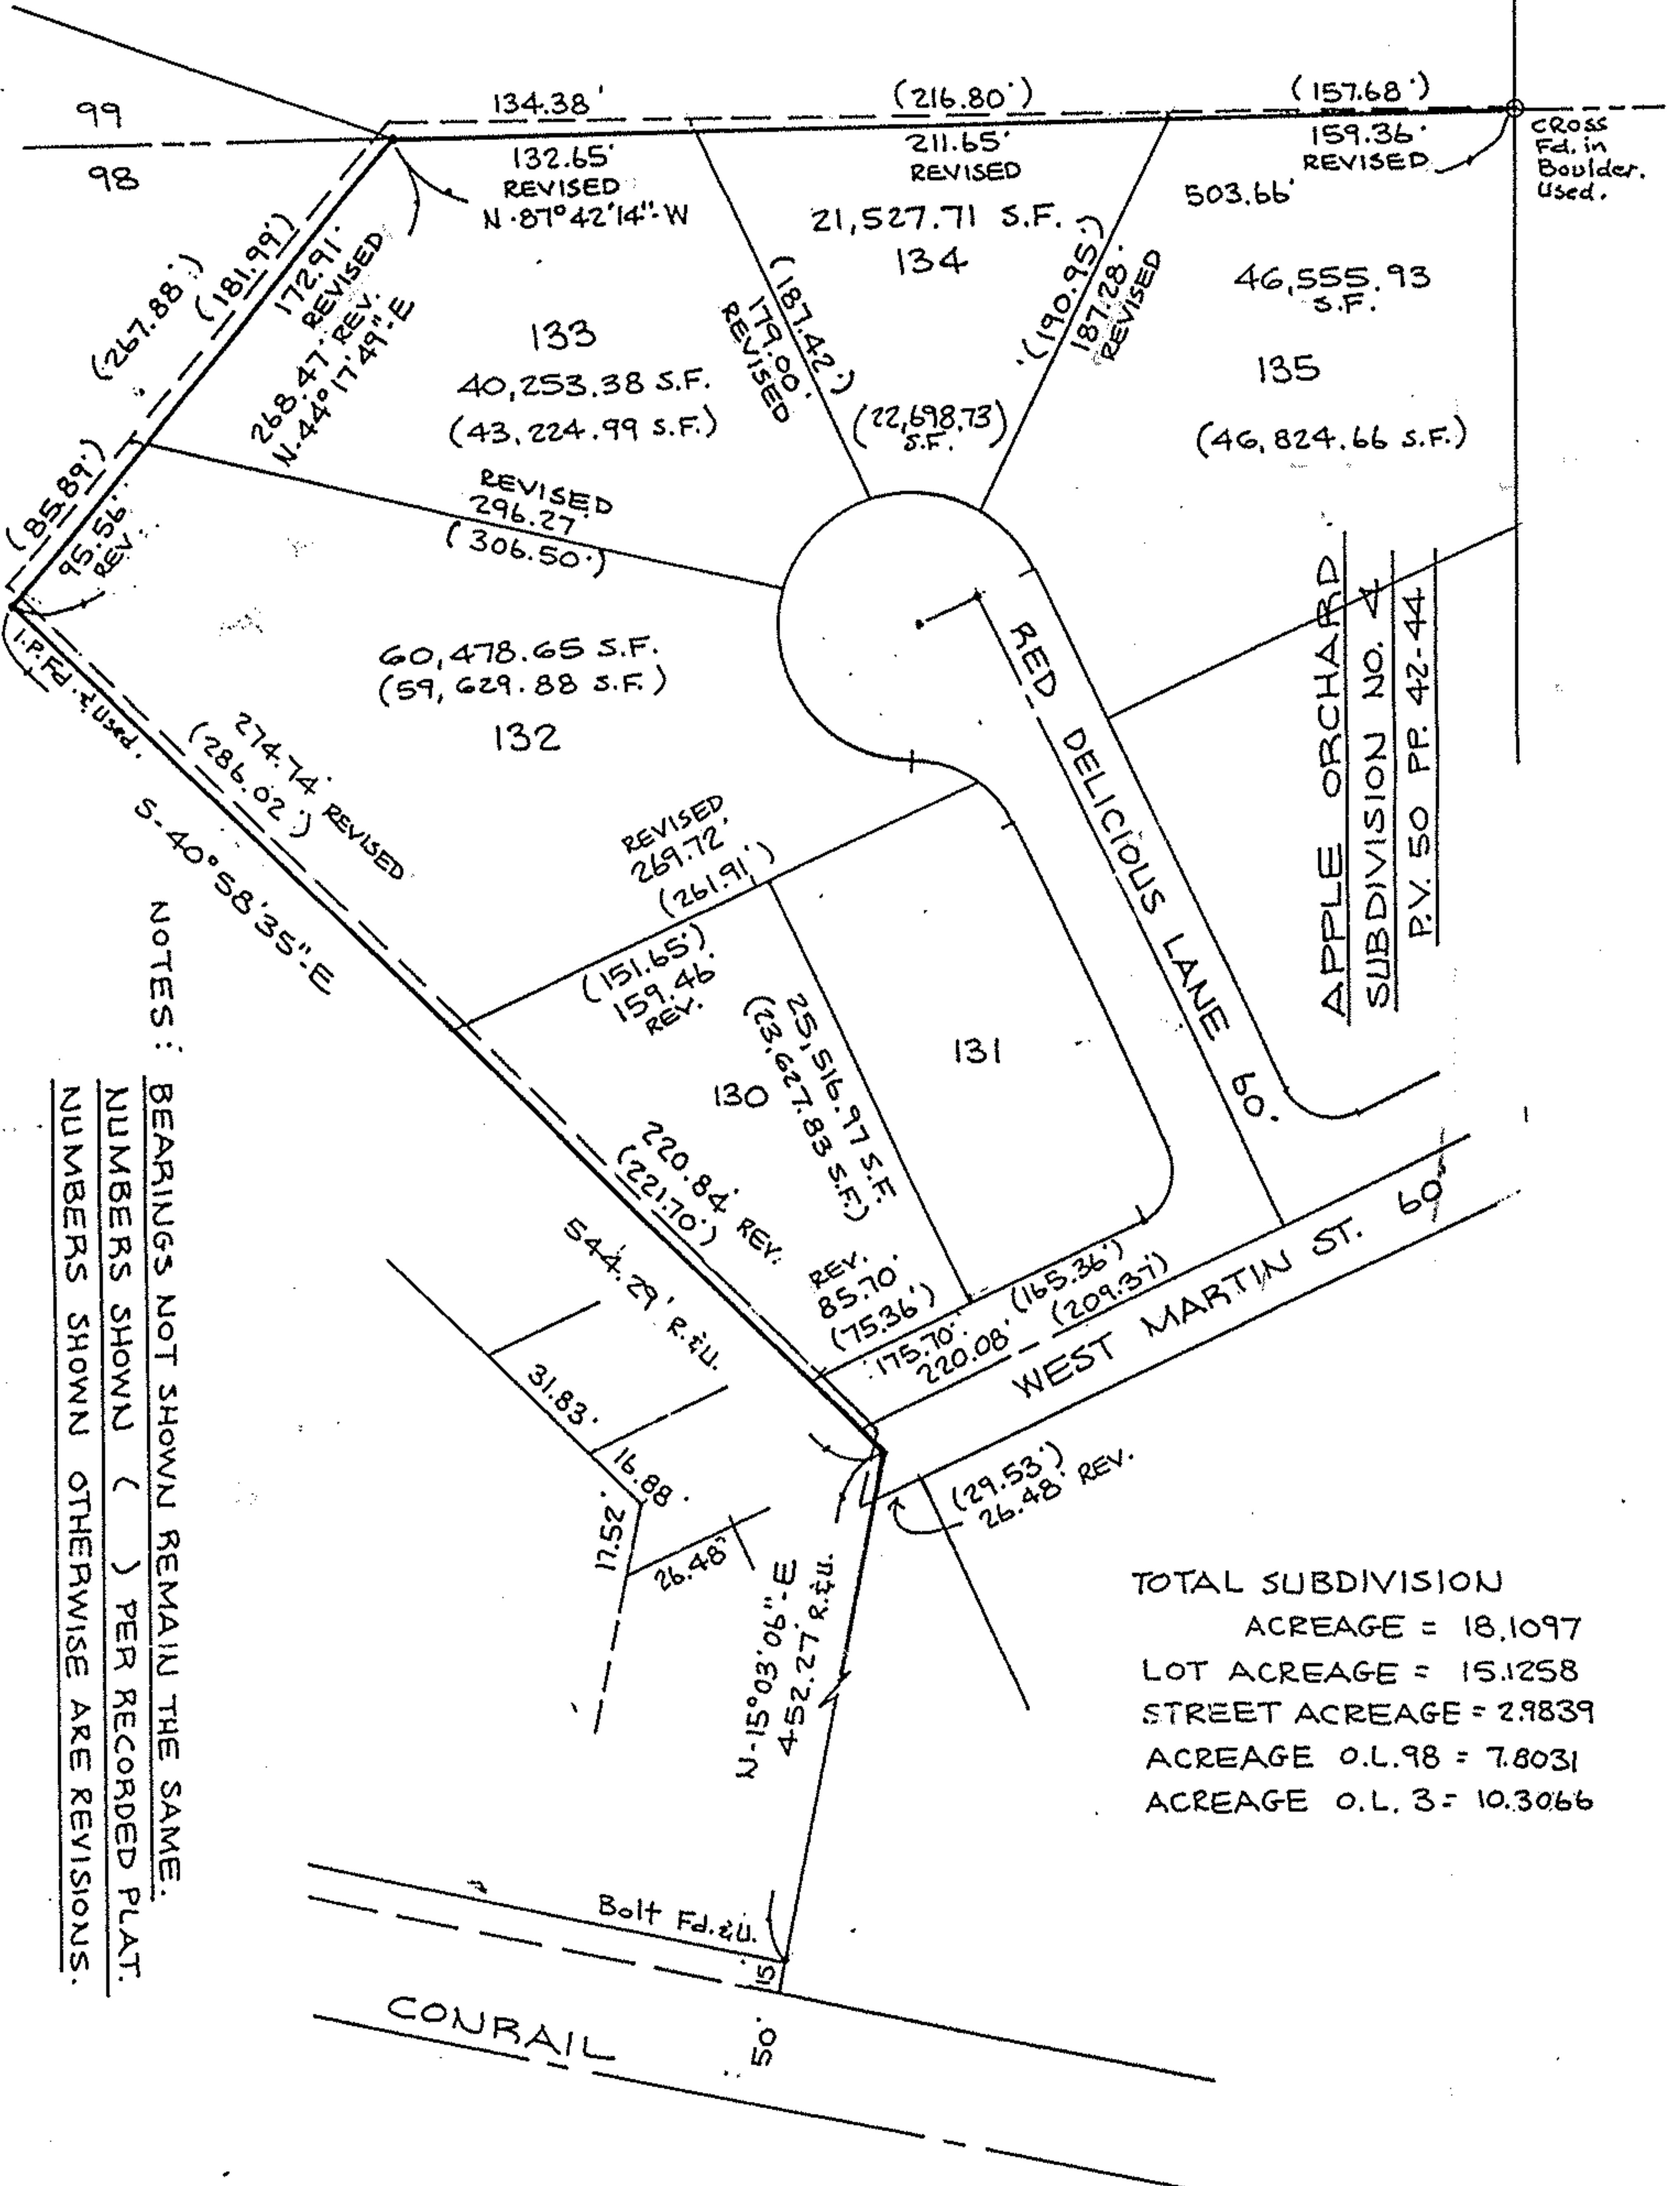 99
98
134.38'
(216.80')
(157.68')
132.65'
REVISED
N-87°42'14"-W
211.65'
REVISED
159.36'
REVISED
CROSS
Fd. in
Boulder.
Used.
503.66'
21,527.71 S.F.
134
(22,698.73)
S.F.
46,555.93
S.F.
135
(46,824.66 S.F.)
(187.42')
179.00'
REVISED
(190.95')
187.28'
REVISED
(267.88')
(181.99')
172.91'
REVISED
268.47' REV.
N.44°17'49"-E
133
40,253.38 S.F.
(43,224.99 S.F.)
(85.89')
95.56'
REV.
REVISED
296.27'
(306.50')
I.P. Fd. & Used.
60,478.65 S.F.
(59,629.88 S.F.)
132
274.74' REVISED
(286.02')
S-40°58'35"-E
REVISED
269.72'
(261.91')
(151.65')
159.46'
REV.
25,516.97 S.F.
(23,627.83 S.F.)
130
131
RED DELICIOUS LANE 60'
APPLE ORCHARD
SUBDIVISION NO. 4
P.V. 50 PP. 42-44
220.84' REV.
(221.70')
544.29' R.&U.
REV.
85.70'
(75.36')
(165.36')
175.70'
(209.37')
220.08'
WEST MARTIN ST. 60'
(29.53')
26.48' REV.
31.83'
16.88'
17.52'
26.48'
N-15°03'06"-E
452.27' R.&U.
TOTAL SUBDIVISION
ACREAGE = 18.1097
LOT ACREAGE = 15.1258
STREET ACREAGE = 2.9839
ACREAGE O.L.98 = 7.8031
ACREAGE O.L. 3 = 10.3066
NOTES: BEARINGS NOT SHOWN REMAIN THE SAME.
NUMBERS SHOWN ( ) PER RECORDED PLAT.
NUMBERS SHOWN OTHERWISE ARE REVISIONS.
Bolt Fd.&U.
15'
50'
CONRAIL